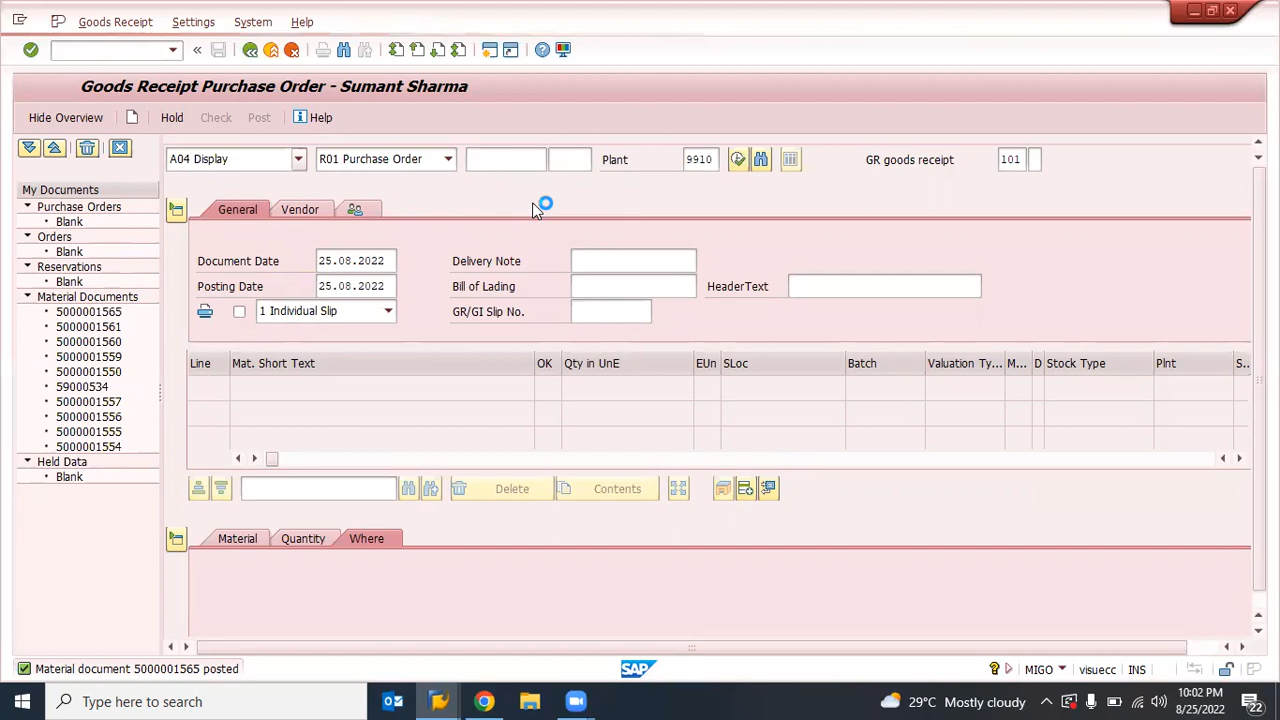 Goods Receipt Settings System Help
Goods Receipt Purchase Order - Sumant Sharma
Hide Overview Hold Check Post Help
A04 Display R01 Purchase Order Plant 9910 GR goods receipt 101
My Documents
Purchase Orders
Blank
Orders
Blank
Reservations
Blank
Material Documents
5000001565
5000001561
5000001560
5000001559
5000001550
59000534
5000001557
5000001556
5000001555
5000001554
Held Data
Blank
General Vendor
Document Date 25.08.2022 Delivery Note
Posting Date 25.08.2022 Bill of Lading HeaderText
1 Individual Slip GR/GI Slip No.
Line Mat. Short Text OK Qty in UnE EUn SLoc Batch Valuation Ty... M... D Stock Type Plnt S..
Delete Contents
Material Quantity Where
Material document 5000001565 posted SAP MIGO visuecc INS
Type here to search 29°C Mostly cloudy 10:02 PM
8/25/2022 22